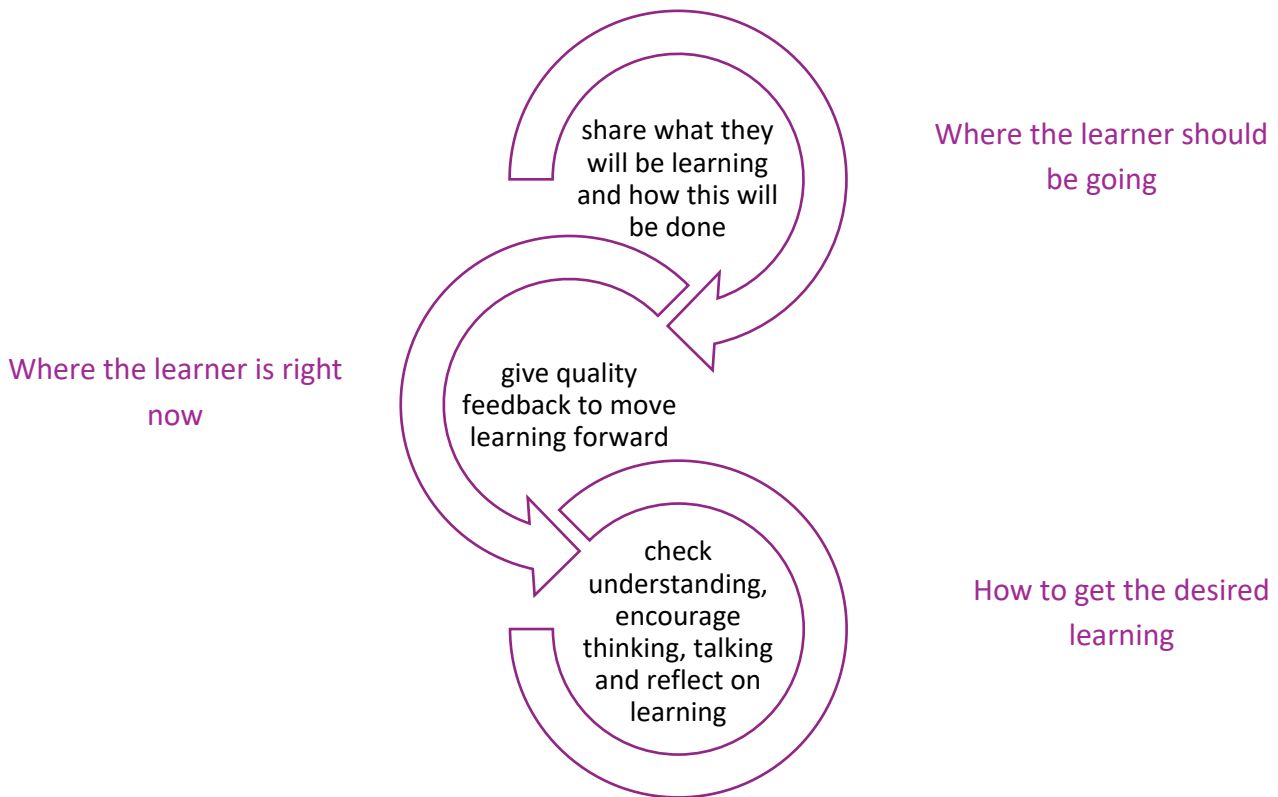 share what they
will be learning
and how this will
be done
Where the learner should
be going
Where the learner is right
now
give quality
feedback to move
learning forward
check
understanding,
encourage
thinking, talking
and reflect on
learning
How to get the desired
learning